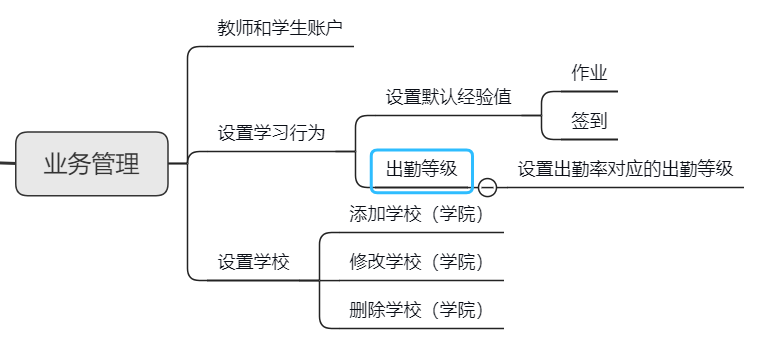 业务管理
教师和学生账户
设置学习行为
设置默认经验值
作业
签到
出勤等级
设置出勤率对应的出勤等级
设置学校
添加学校（学院）
修改学校（学院）
删除学校（学院）